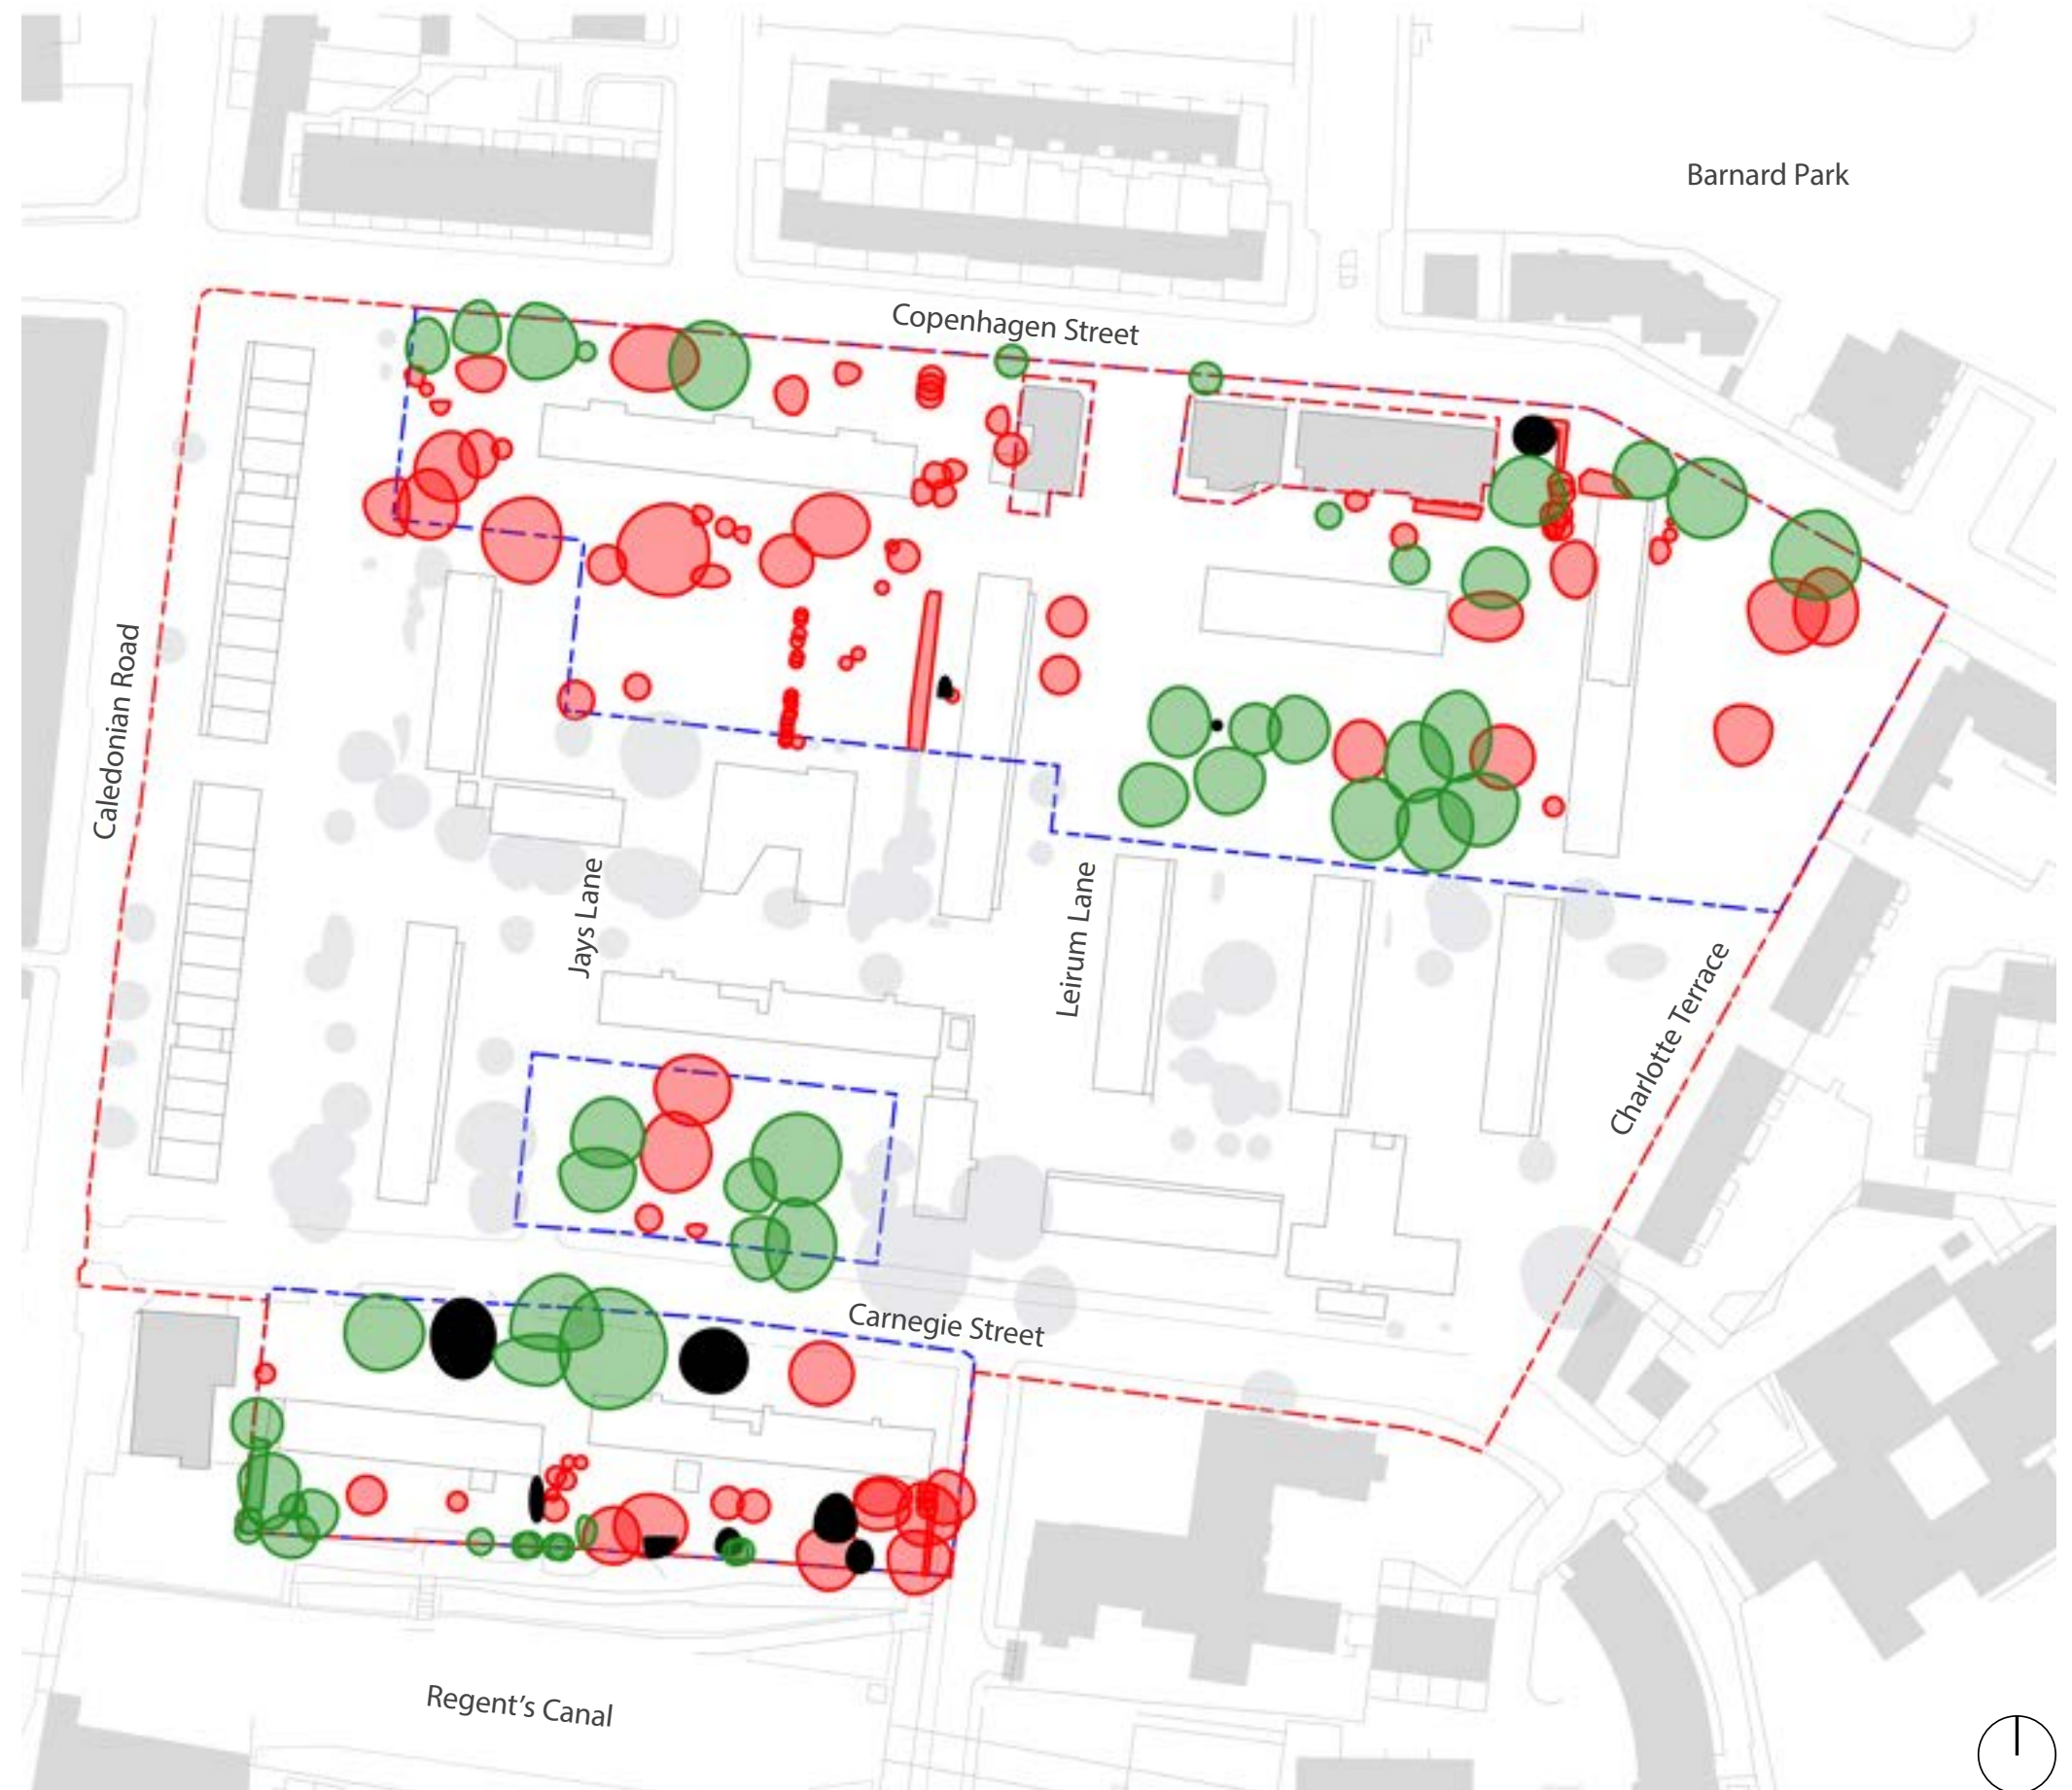 Barnard Park
Copenhagen Street
Caledonian Road
Jays Lane
Leirum Lane
Charlotte Terrace
Carnegie Street
Regent’s Canal